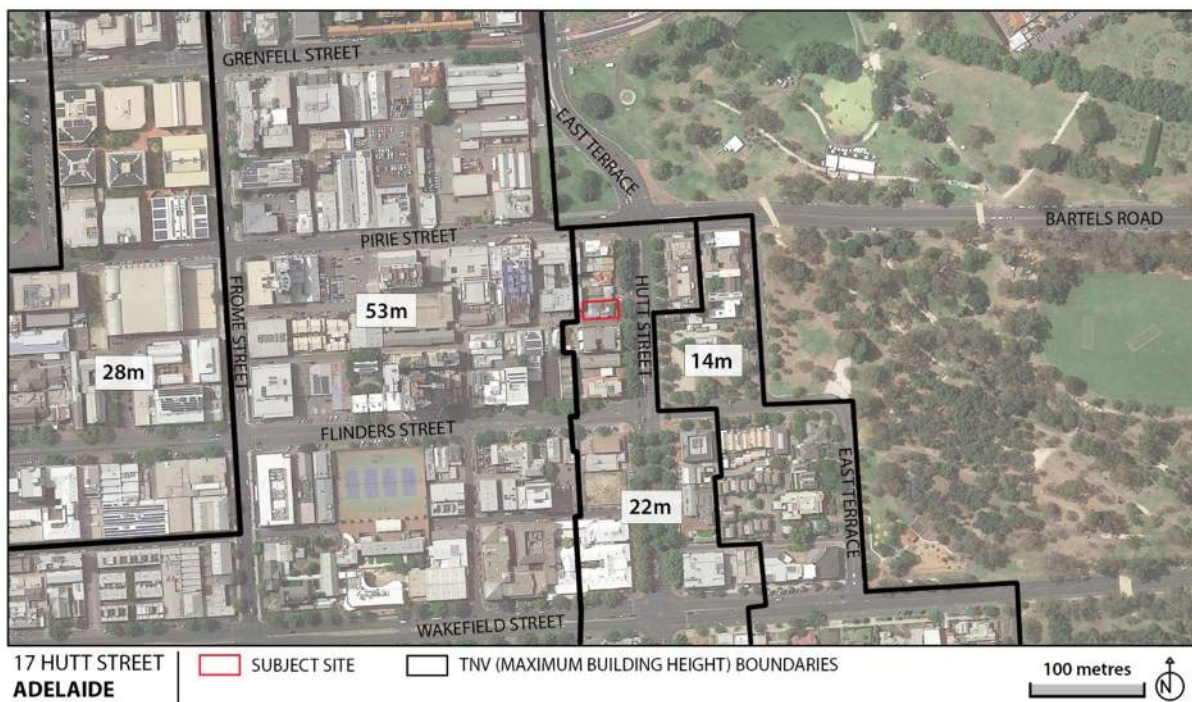 GRENFELL STREET
EAST TERRACE
BARTELS ROAD
PIRIE STREET
FROME STREET
HUTT STREET
53m
28m
14m
FLINDERS STREET
22m
EAST TERRACE
WAKEFIELD STREET
17 HUTT STREET
ADELAIDE
SUBJECT SITE
TNV (MAXIMUM BUILDING HEIGHT) BOUNDARIES
100 metres
N